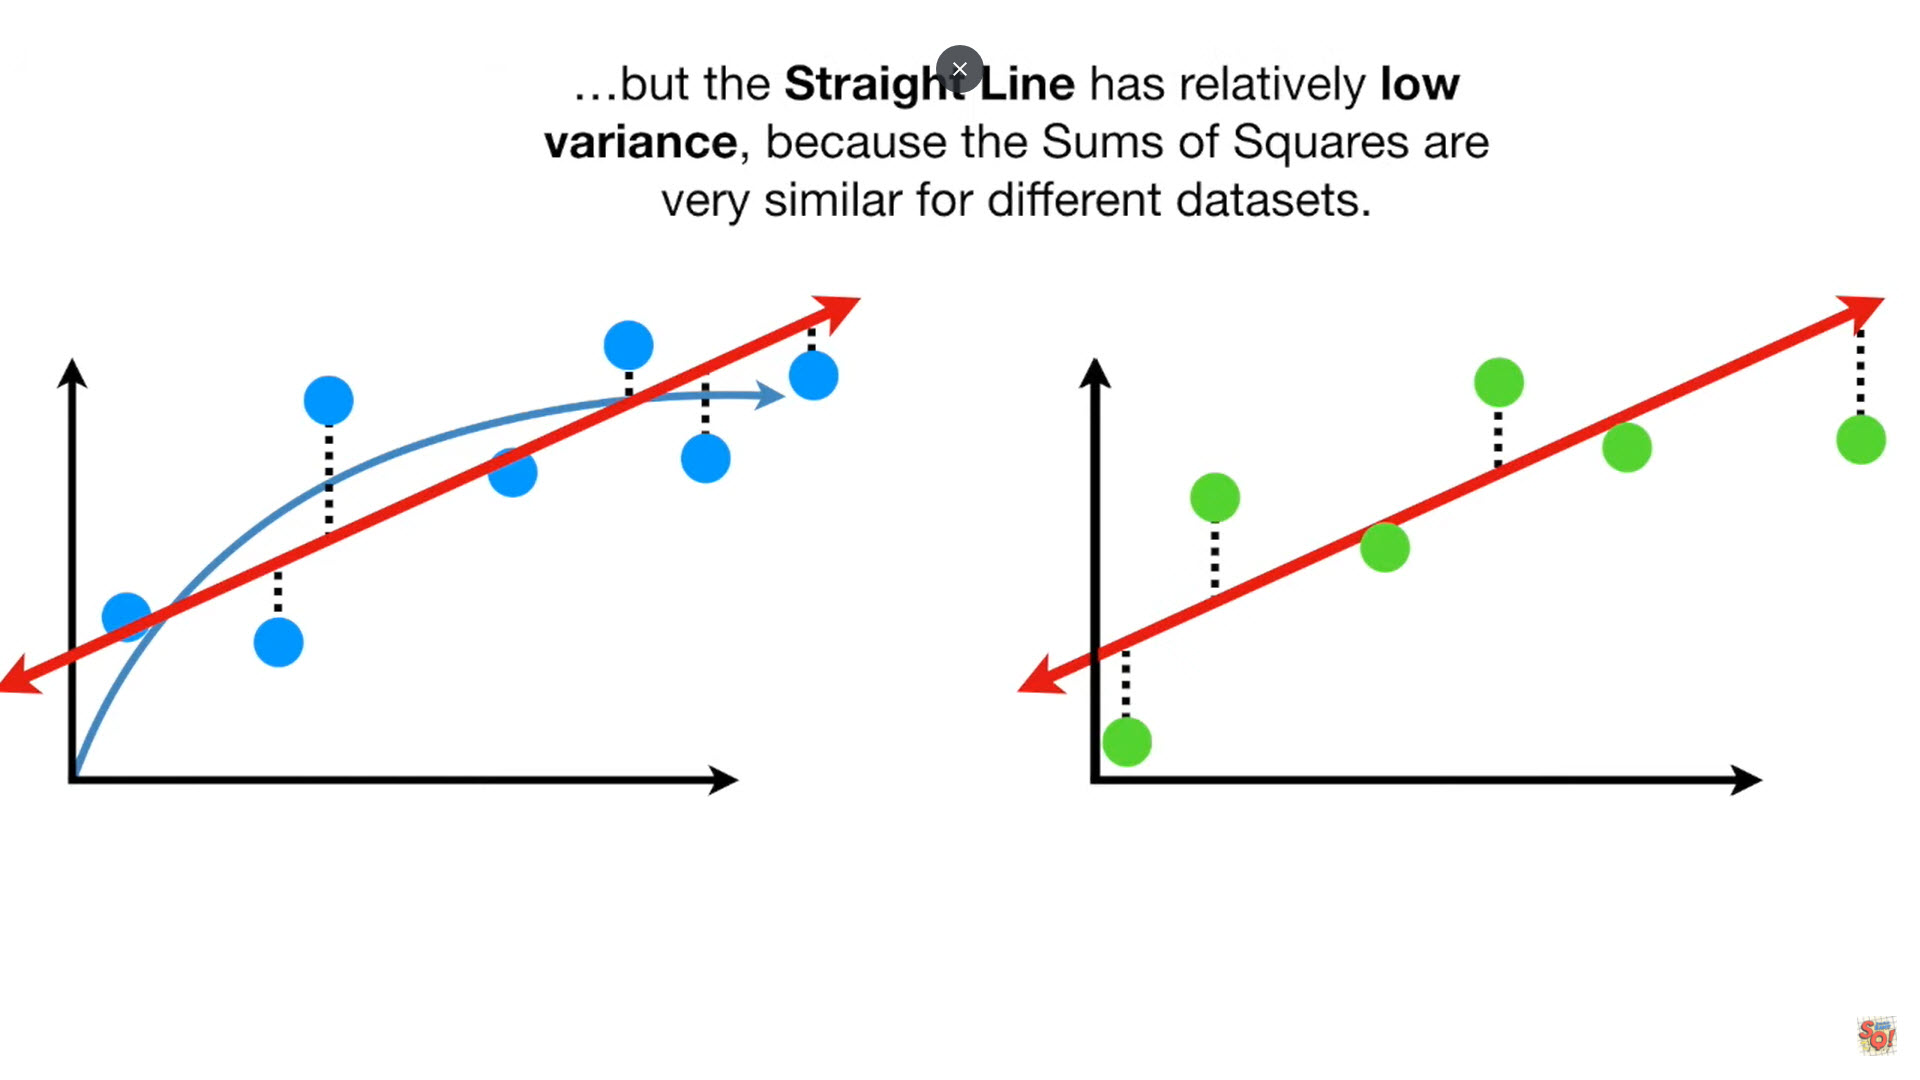 ...but the Straight Line has relatively low
variance, because the Sums of Squares are
very similar for different datasets.
SQ!